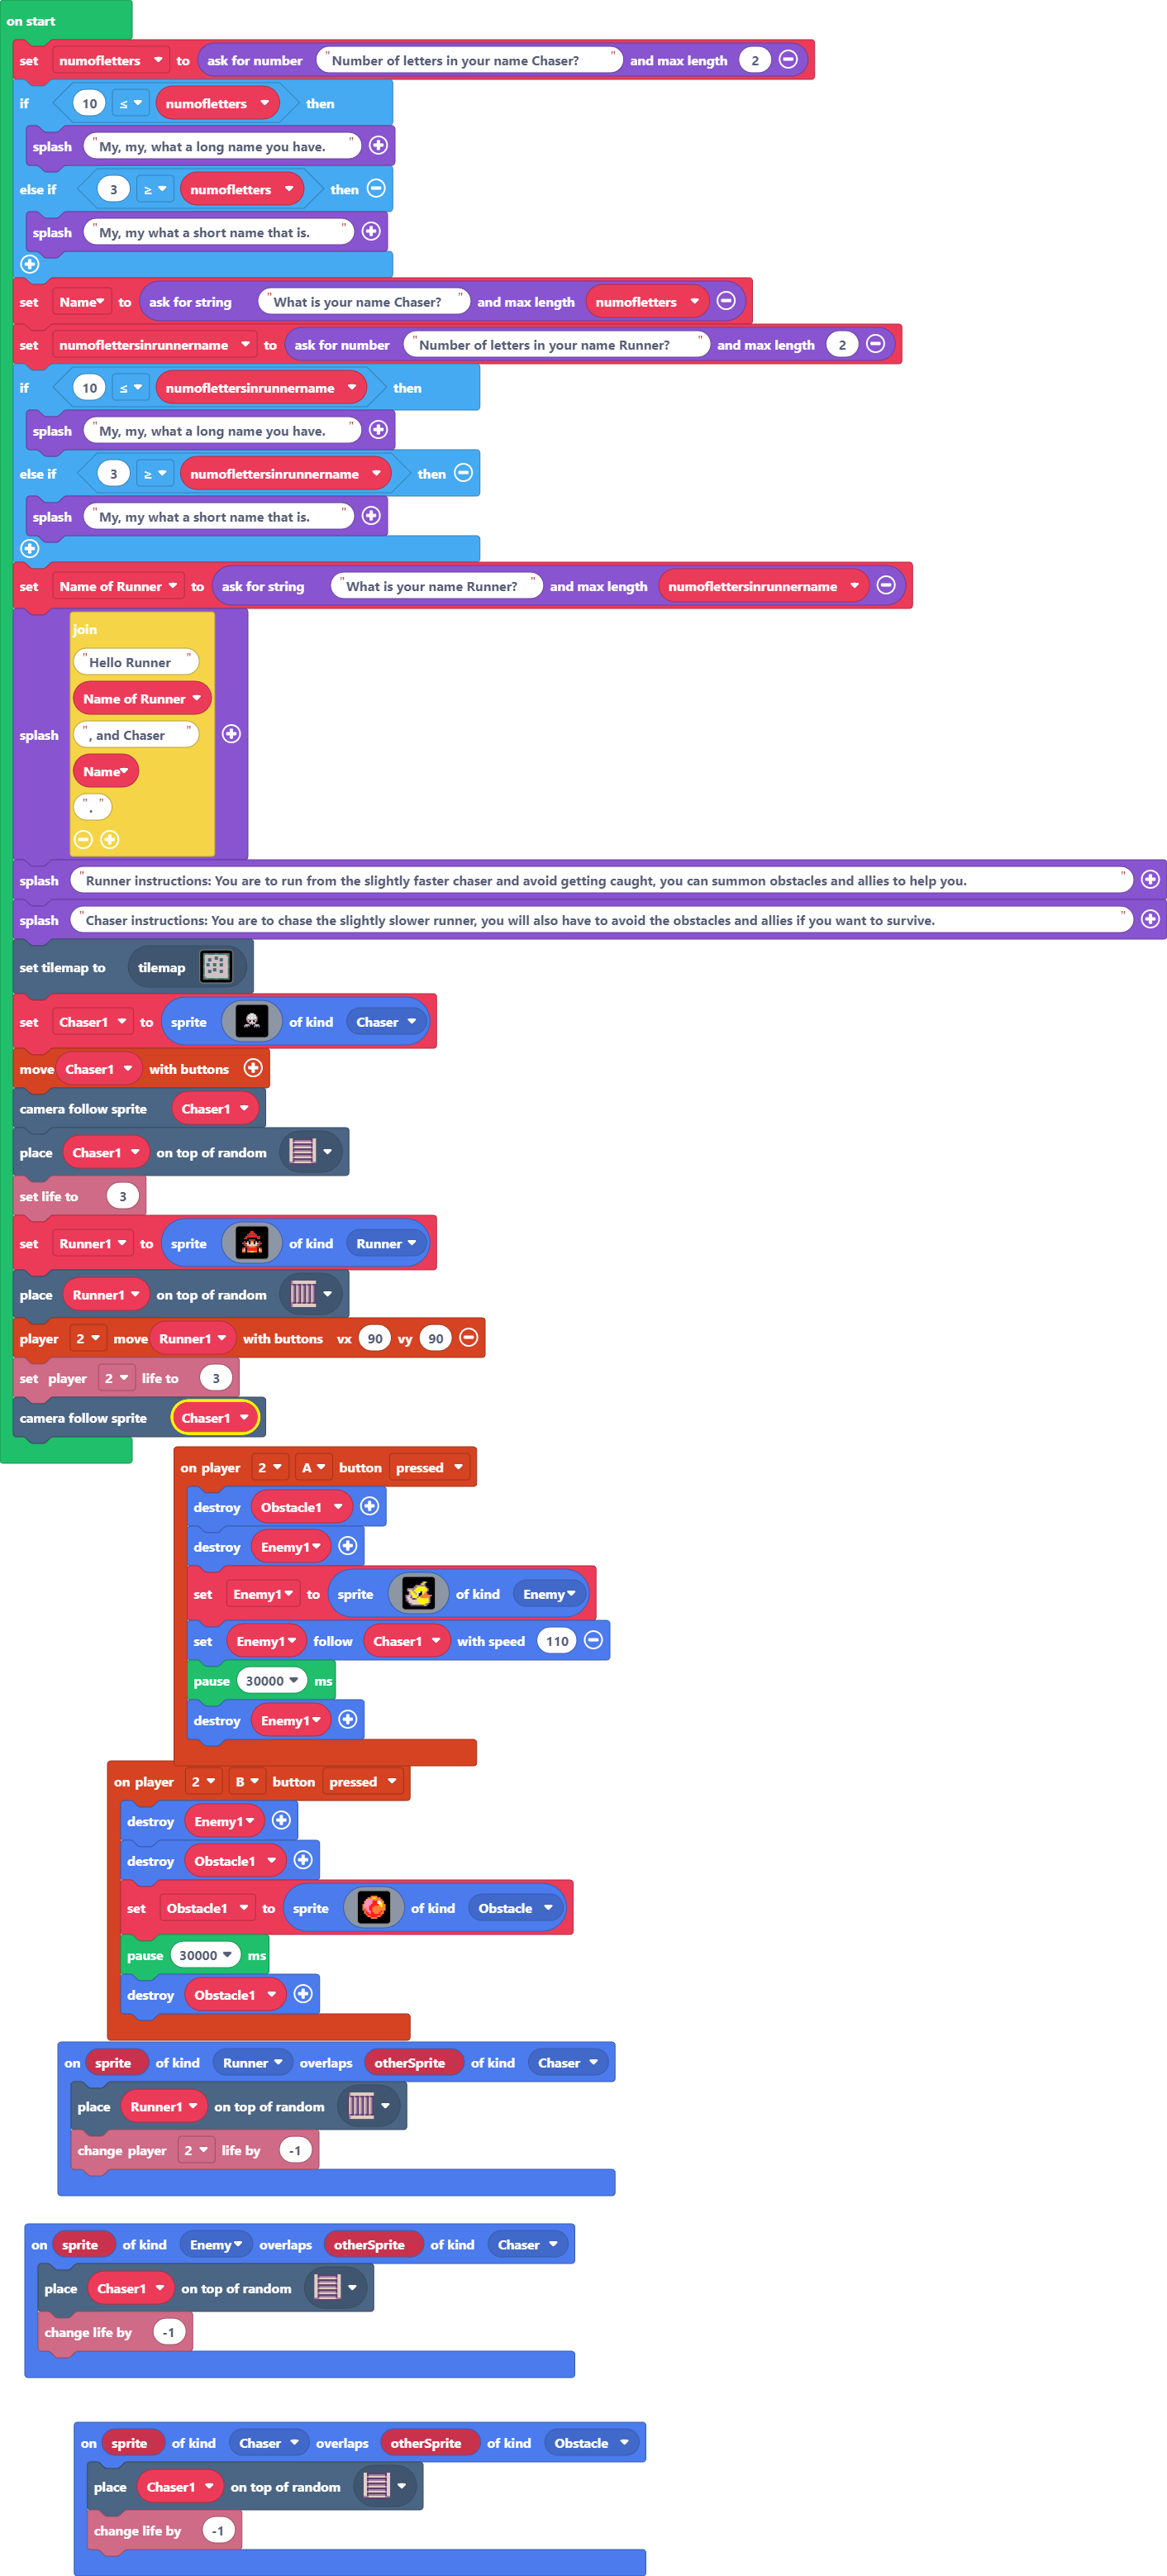 on start
set numofletters to ask for number "Number of letters in your name Chaser?" and max length 2
if 10 ≤ numofletters then
splash "My, my, what a long name you have."
else if 3 ≥ numofletters then
splash "My, my what a short name that is."
set Name to ask for string "What is your name Chaser?" and max length numofletters
set numoflettersinrunnername to ask for number "Number of letters in your name Runner?" and max length 2
if 10 ≤ numoflettersinrunnername then
splash "My, my, what a long name you have."
else if 3 ≥ numoflettersinrunnername then
splash "My, my what a short name that is."
set Name of Runner to ask for string "What is your name Runner?" and max length numoflettersinrunnername
join
"Hello Runner "
Name of Runner
splash ", and Chaser "
Name
"."
splash "Runner instructions: You are to run from the slightly faster chaser and avoid getting caught, you can summon obstacles and allies to help you."
splash "Chaser instructions: You are to chase the slightly slower runner, you will also have to avoid the obstacles and allies if you want to survive."
set tilemap to tilemap
set Chaser1 to sprite of kind Chaser
move Chaser1 with buttons
camera follow sprite Chaser1
place Chaser1 on top of random
set life to 3
set Runner1 to sprite of kind Runner
place Runner1 on top of random
player 2 move Runner1 with buttons vx 90 vy 90
set player 2 life to 3
camera follow sprite Chaser1
on player 2 A button pressed
destroy Obstacle1
destroy Enemy1
set Enemy1 to sprite of kind Enemy
set Enemy1 follow Chaser1 with speed 110
pause 30000 ms
destroy Enemy1
on player 2 B button pressed
destroy Enemy1
destroy Obstacle1
set Obstacle1 to sprite of kind Obstacle
pause 30000 ms
destroy Obstacle1
on sprite of kind Runner overlaps otherSprite of kind Chaser
place Runner1 on top of random
change player 2 life by -1
on sprite of kind Enemy overlaps otherSprite of kind Chaser
place Chaser1 on top of random
change life by -1
on sprite of kind Chaser overlaps otherSprite of kind Obstacle
place Chaser1 on top of random
change life by -1